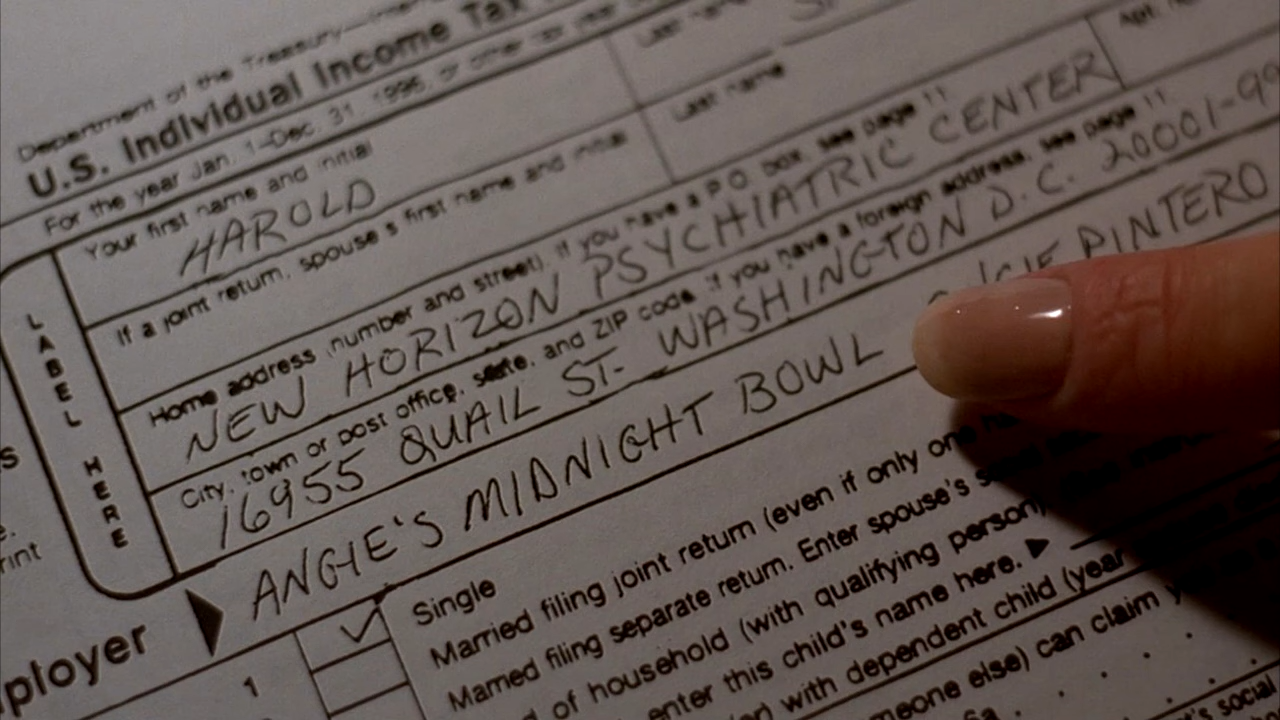 Department of the Treasury
U.S. Individual Income Tax
For the year Jan. 1-Dec. 31, 1996, or other tax year
Your first name and initial Last name
HAROLD
If a joint return, spouse s first name and initial Last name
Home address (number and street). If you have a P O box, see page 11 Apt. no
NEW HORIZON PSYCHIATRIC CENTER
City, town or post office, state, and ZIP code If you have a foreign address, see page 11
16955 QUAIL ST. WASHINGTON D.C. 20001-99
ployer ANGIE'S MIDNIGHT BOWL PINTERO
LABEL HERE
rint
1 ✓ Single
Married filing joint return (even if only one
Married filing separate return. Enter spouse's
of household (with qualifying person)
enter this child's name here.
with dependent child (year
meone else) can claim
6a
's social